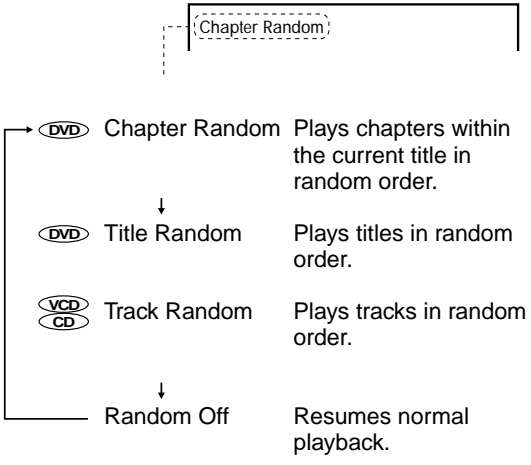 Chapter Random
DVD Chapter Random Plays chapters within
the current title in
random order.
DVD Title Random Plays titles in random
order.
VCD
CD
Track Random Plays tracks in random
order.
Random Off Resumes normal
playback.